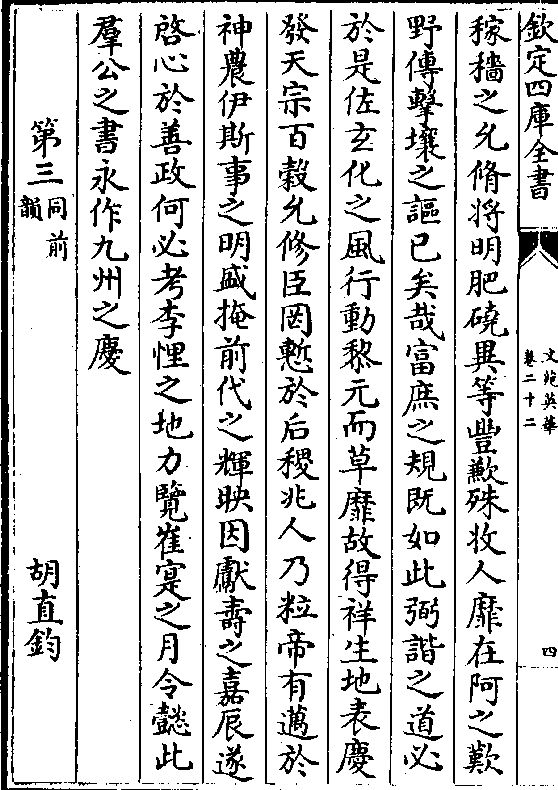 欽定四庫全書
文苑英華
卷二十二
四
稼穡之允脩將明肥磽異等豐歉殊收人靡在阿之歎
野傳擊壤之謳已矣哉富庶之規既如此弼諧之道必
於是佐玄化之風行動黎元而草靡故得祥生地表慶
發天宗百榖允修臣罔慙於后稷兆人乃粒帝有邁於
神農伊斯事之明盛掩前代之輝映因獻壽之嘉辰遂
啓心於善政何必考李悝之地力覽崔寔之月令懿此
羣公之書永作九州之慶
第三同前韻 胡直鈞